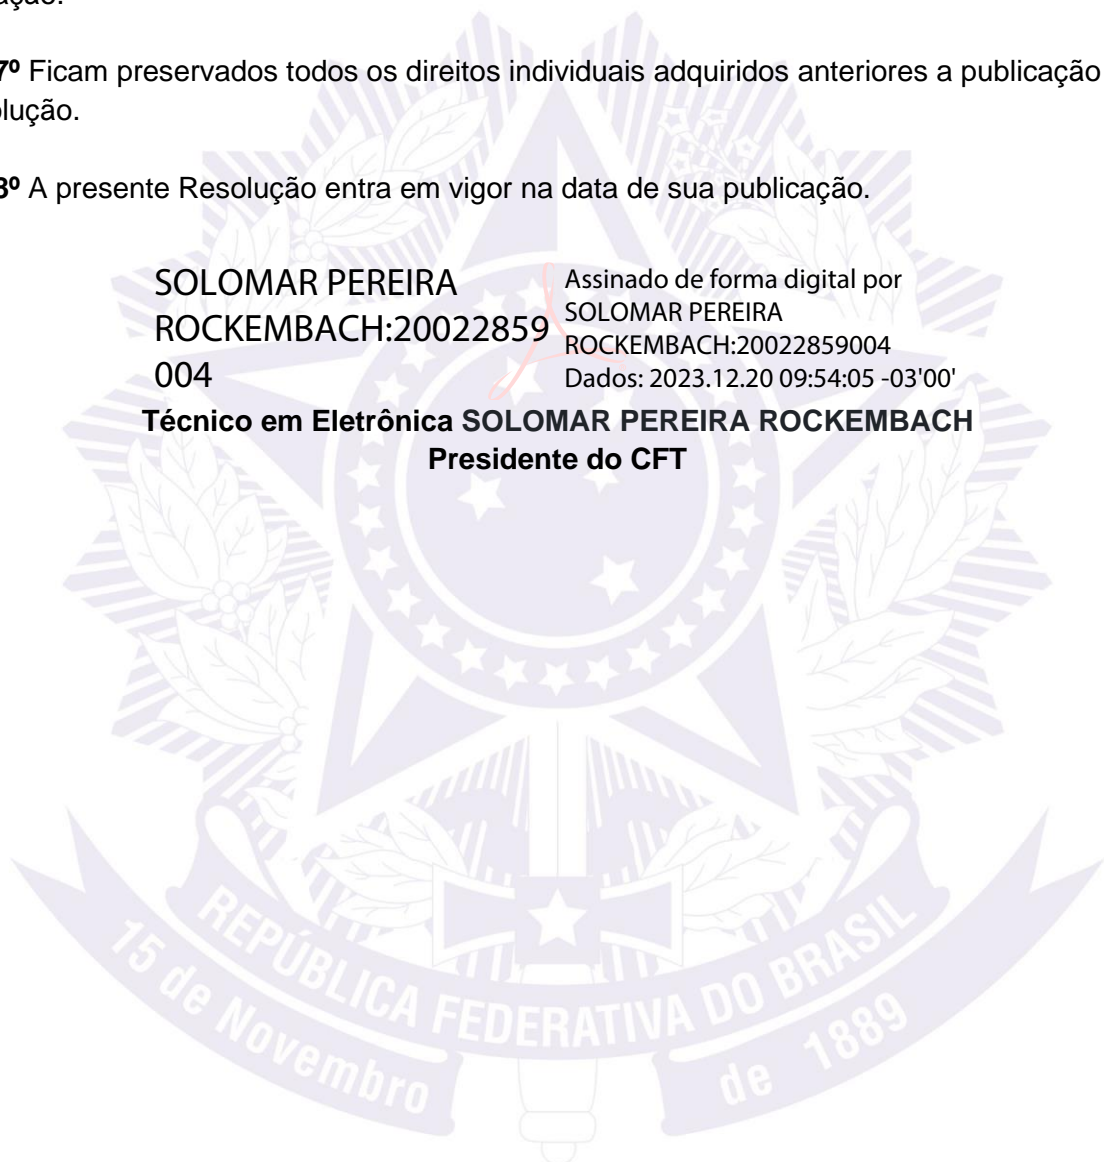 ação.
7º Ficam preservados todos os direitos individuais adquiridos anteriores a publicação
olução.
8º A presente Resolução entra em vigor na data de sua publicação.
SOLOMAR PEREIRA
ROCKEMBACH:20022859
004
Assinado de forma digital por
SOLOMAR PEREIRA
ROCKEMBACH:20022859004
Dados: 2023.12.20 09:54:05 -03'00'
Técnico em Eletrônica SOLOMAR PEREIRA ROCKEMBACH
Presidente do CFT
REPÚBLICA FEDERATIVA DO BRASIL
15 de Novembro de 1889